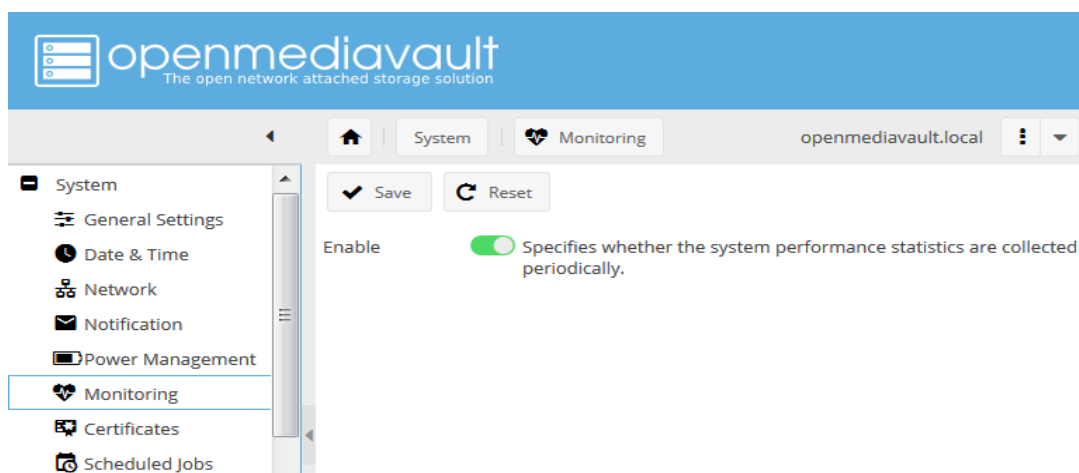 openmediavault
The open network attached storage solution
System
Monitoring
openmediavault.local
System
General Settings
Date & Time
Network
Notification
Power Management
Monitoring
Certificates
Scheduled Jobs
Save
Reset
Enable
Specifies whether the system performance statistics are collected
periodically.